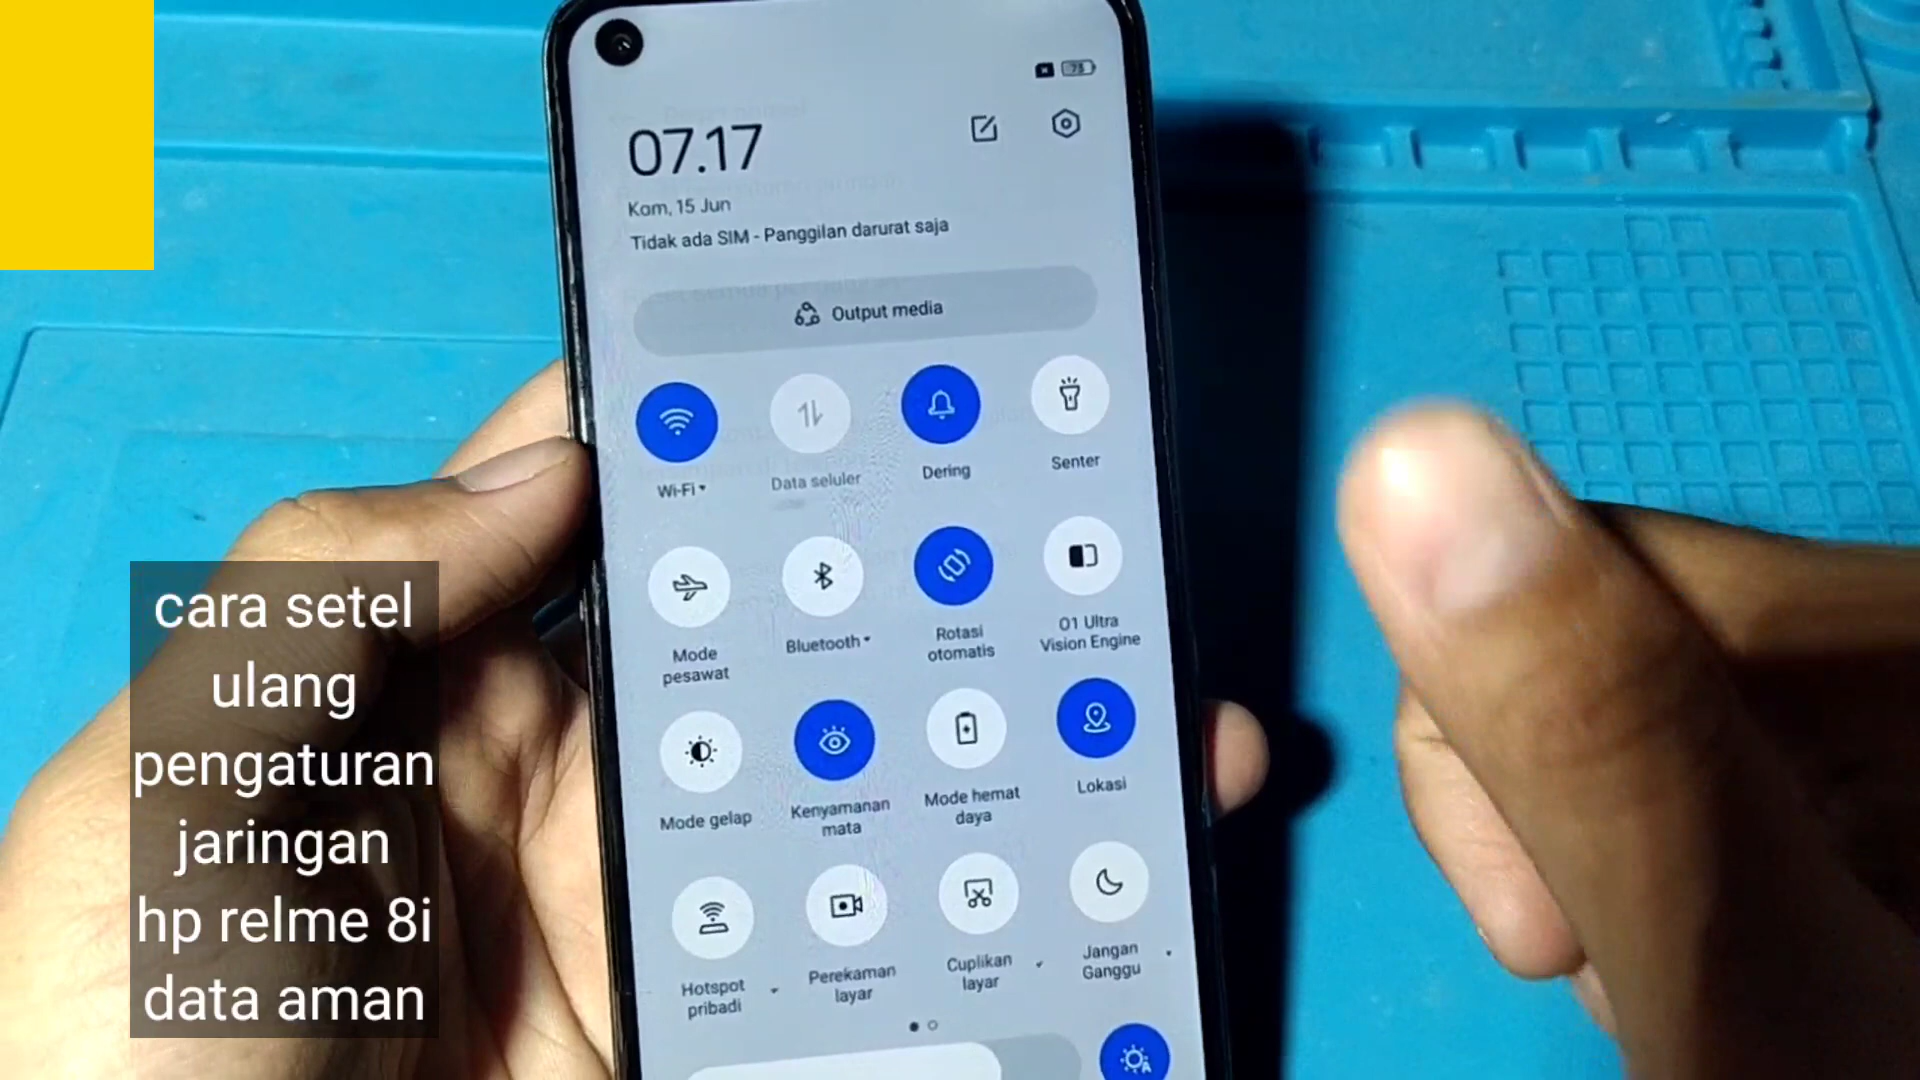 75
07.17
Kam, 15 Jun
Tidak ada SIM - Panggilan darurat saja
Output media
Wi-Fi
Data seluler
Dering
Senter
Mode
pesawat
Bluetooth
Rotasi
otomatis
O1 Ultra
Vision Engine
Mode gelap
Kenyamanan
mata
Mode hemat
daya
Lokasi
Hotspot
pribadi
Perekaman
layar
Cuplikan
layar
Jangan
Ganggu
cara setel
ulang
pengaturan
jaringan
hp relme 8i
data aman